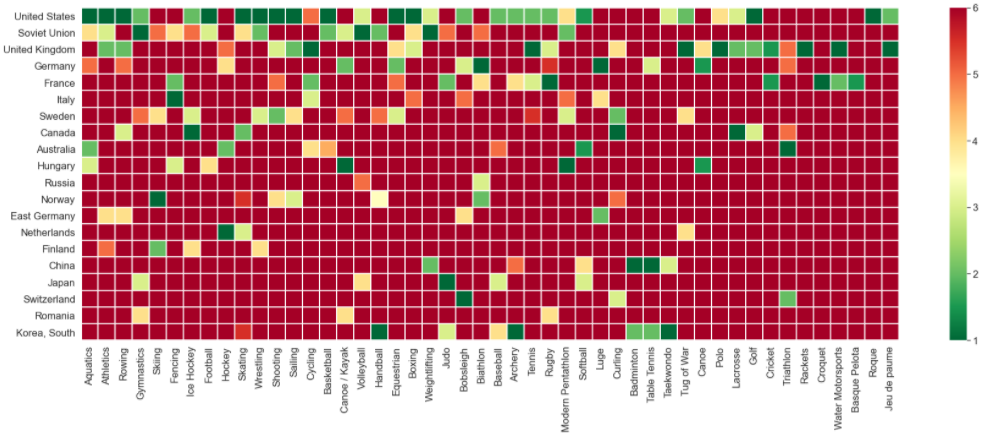 United States
Soviet Union
United Kingdom
Germany
France
Italy
Sweden
Canada
Australia
Hungary
Russia
Norway
East Germany
Netherlands
Finland
China
Japan
Switzerland
Romania
Korea, South
Aquatics
Athletics
Rowing
Gymnastics
Skiing
Fencing
Ice Hockey
Football
Hockey
Skating
Wrestling
Shooting
Sailing
Cycling
Basketball
Canoe / Kayak
Volleyball
Handball
Equestrian
Boxing
Weightlifting
Judo
Bobsleigh
Biathlon
Baseball
Archery
Tennis
Rugby
Modern Pentathlon
Softball
Luge
Curling
Badminton
Table Tennis
Taekwondo
Tug of War
Canoe
Polo
Lacrosse
Golf
Cricket
Triathlon
Rackets
Croquet
Water Motorsports
Basque Pelota
Roque
Jeu de paume
6
5
4
3
2
1